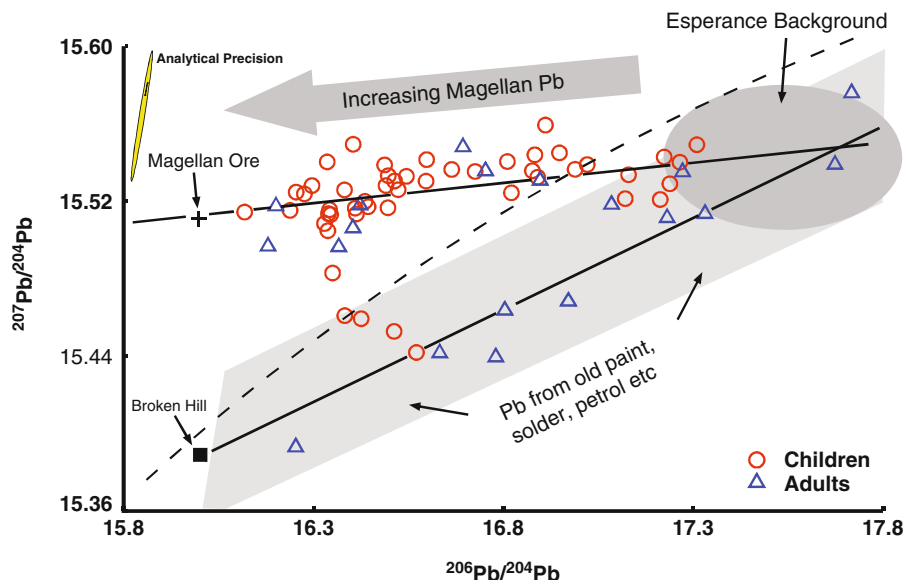 Esperance Background
15.60
Analytical Precision
Increasing Magellan Pb
Magellan Ore
15.52
207Pb/204Pb
15.44
Pb from old paint,
solder, petrol etc
Broken Hill
Children
Adults
15.36
15.8
16.3
16.8
17.3
17.8
206Pb/204Pb